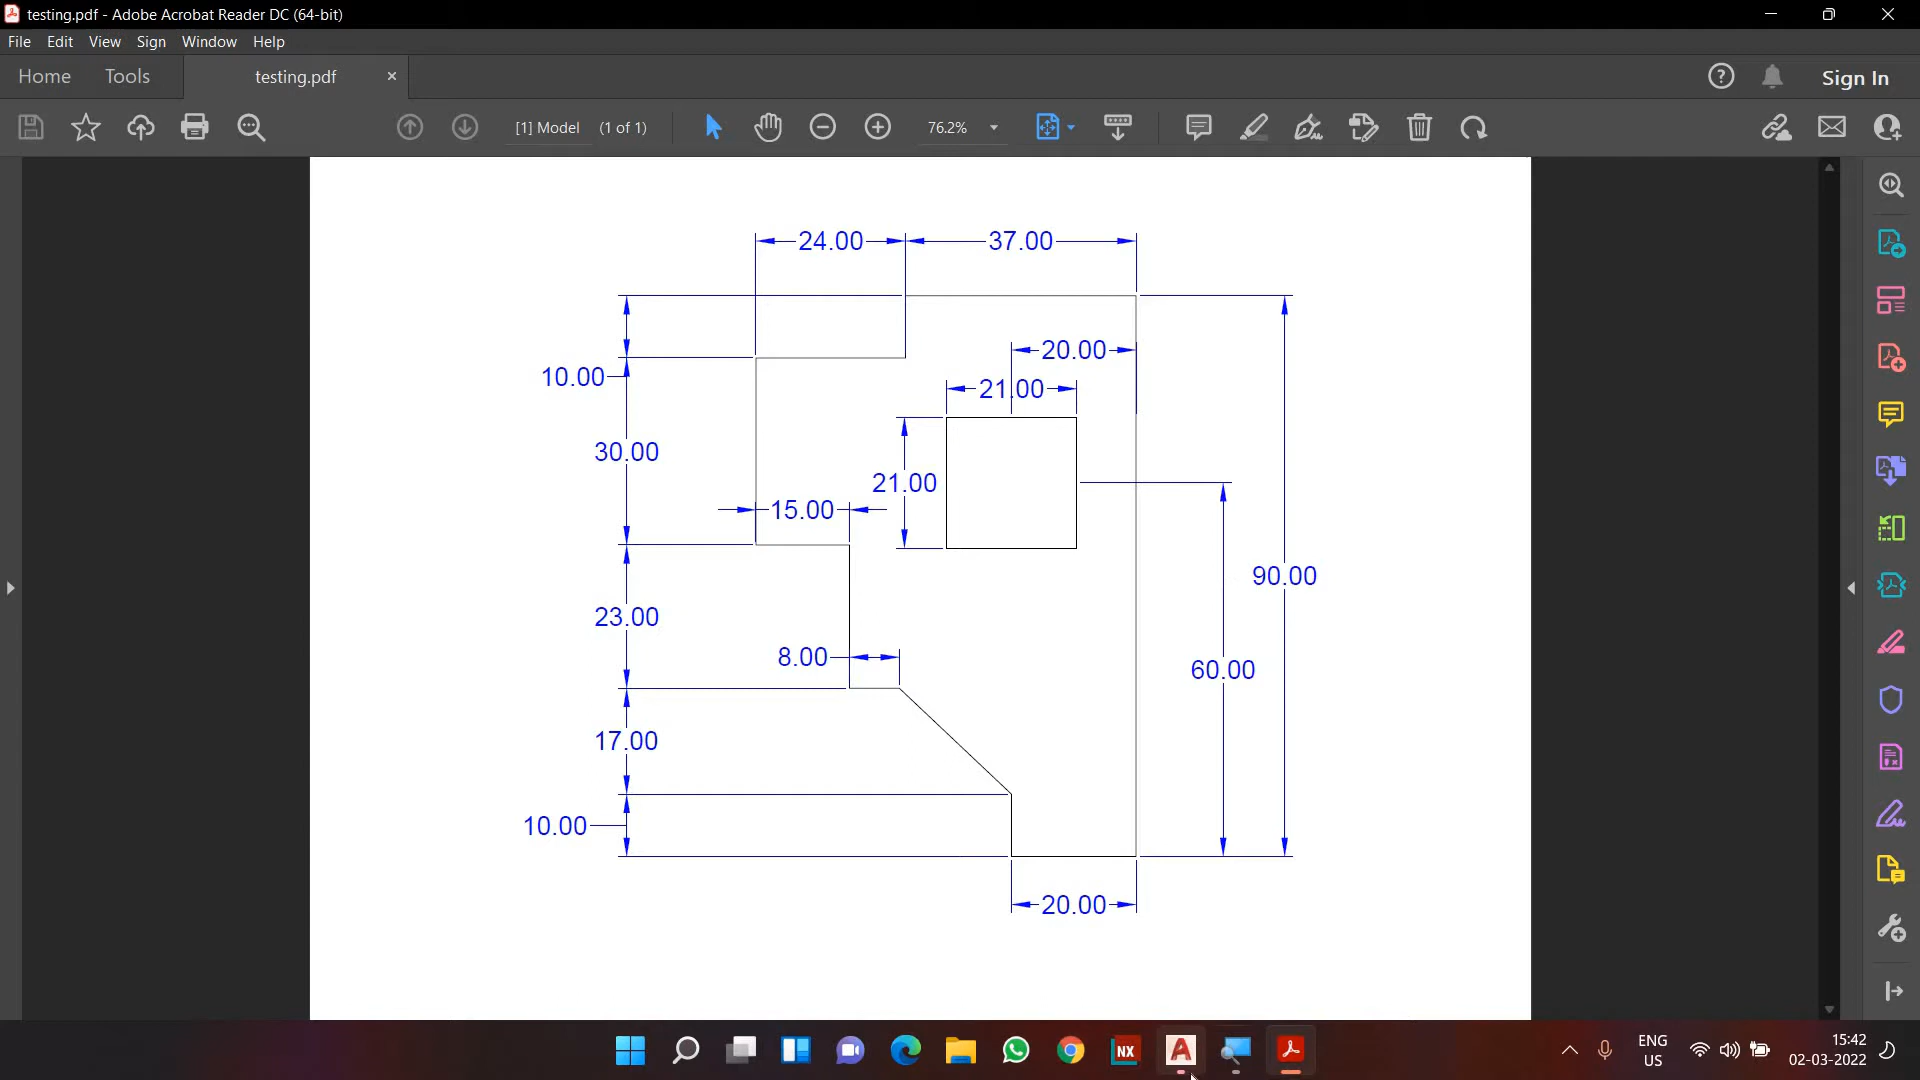 testing.pdf - Adobe Acrobat Reader DC (64-bit)
File Edit View Sign Window Help
Home Tools testing.pdf Sign In
[1] Model (1 of 1) 76.2%
24.00 37.00
20.00
10.00 21.00
30.00
21.00
15.00
90.00
23.00
8.00 60.00
17.00
10.00
20.00
NX A
ENG
US
15:42
02-03-2022